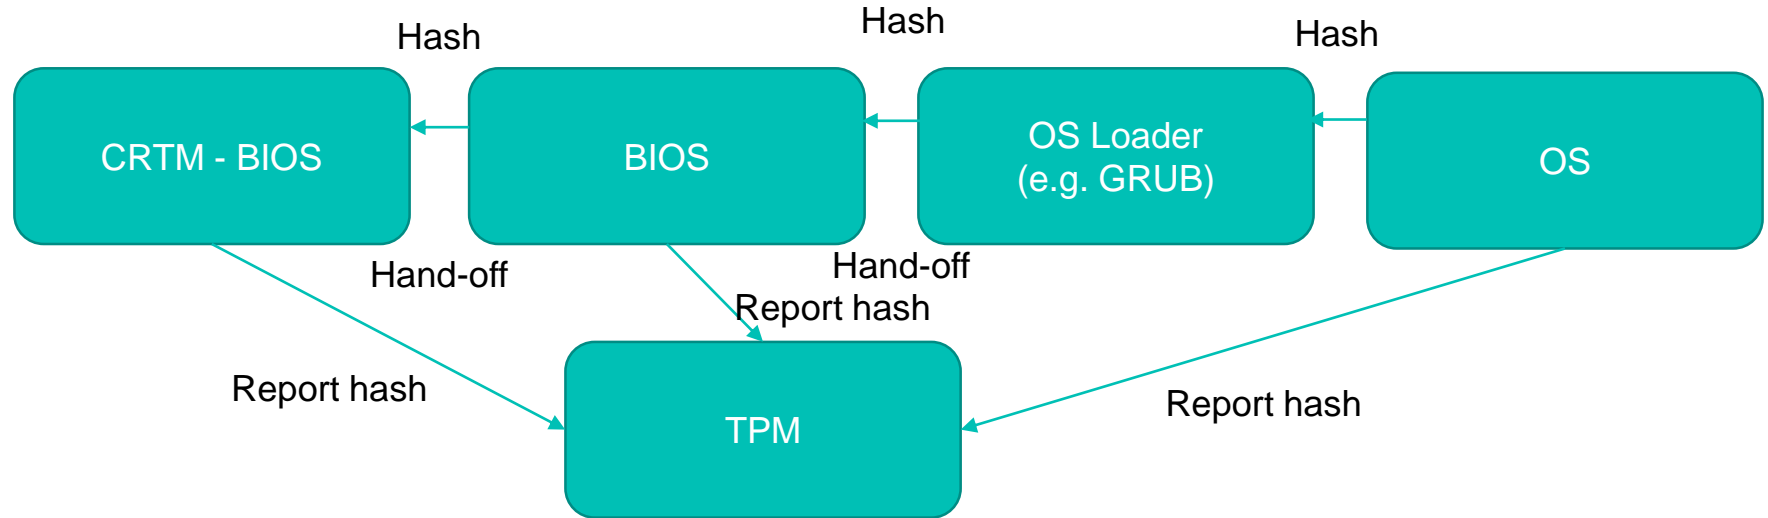 Hash
Hash
Hash
CRTM - BIOS
BIOS
OS Loader
(e.g. GRUB)
OS
Hand-off
Hand-off
Report hash
Report hash
Report hash
TPM